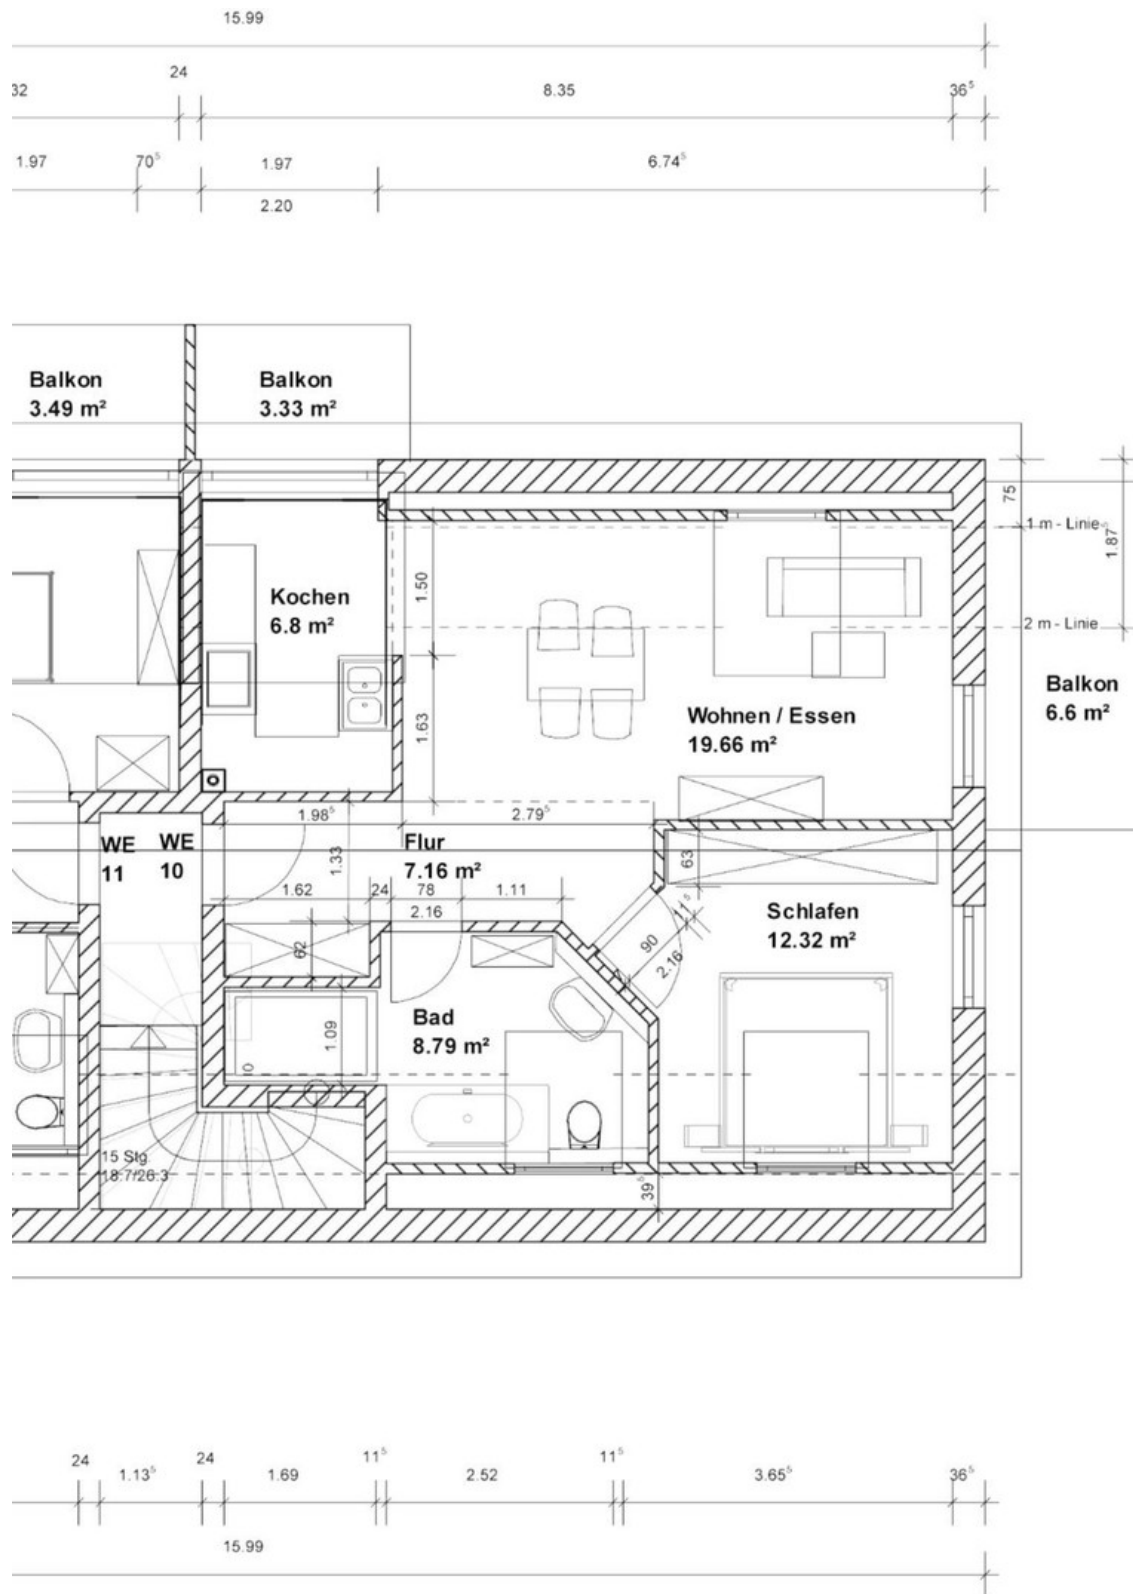 15.99
24
32
8.35
36⁵
1.97
70⁵
1.97
6.74⁵
2.20
Balkon
3.49 m²
Balkon
3.33 m²
75
1 m - Linie
1.87⁵
Kochen
6.8 m²
1.50
2 m - Linie
Balkon
6.6 m²
Wohnen / Essen
19.66 m²
1.63
1.98⁵
2.79⁵
WE
11
WE
10
Flur
7.16 m²
1.33
63
1.62
24
78
1.11
2.16
11⁵
Schlafen
12.32 m²
90
2.16
62
Bad
8.79 m²
1.09
15 Stg.
18.7/26.3
39⁵
24
1.13⁵
24
1.69
11⁵
2.52
11⁵
3.65⁵
36⁵
15.99